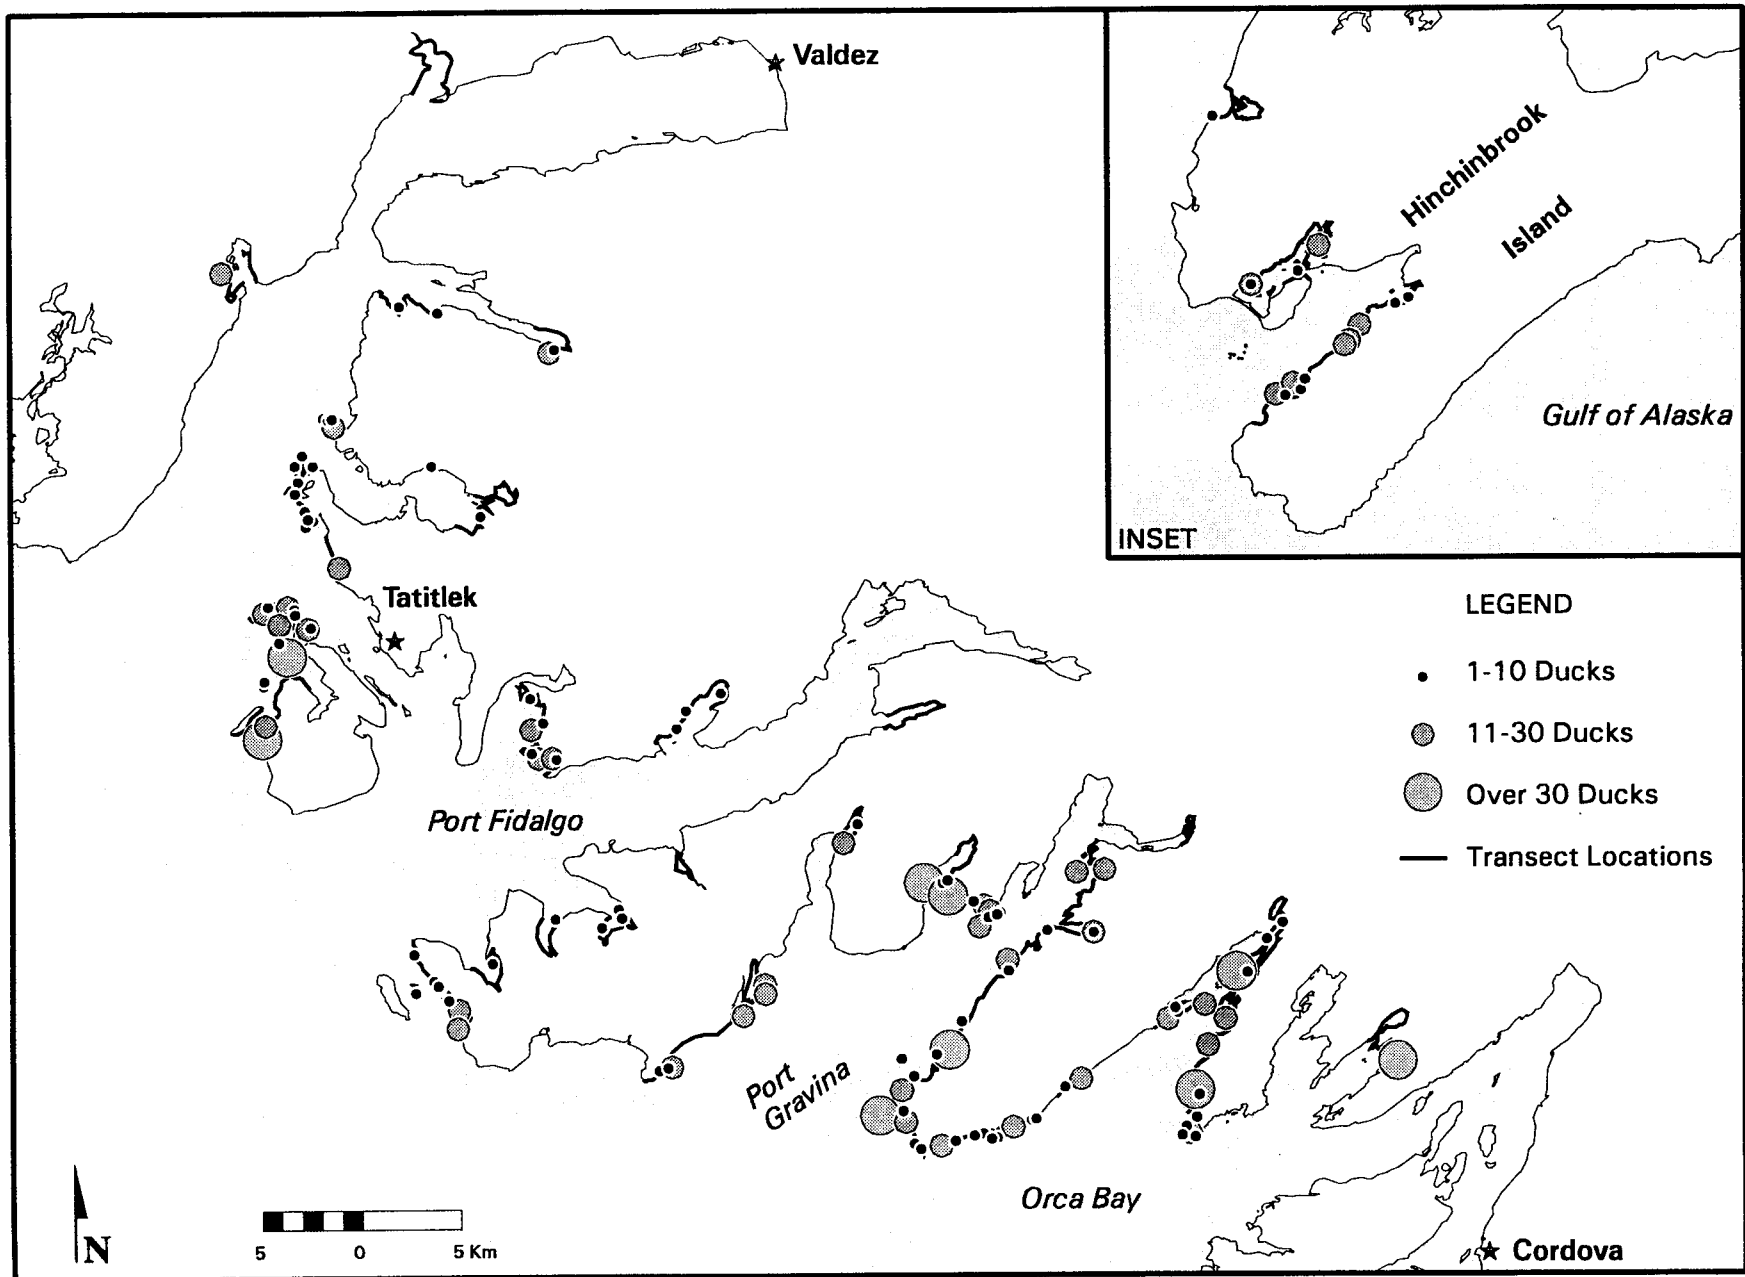 Valdez
Hinchinbrook
Island
Gulf of Alaska
INSET
Tatitlek
LEGEND
1-10 Ducks
11-30 Ducks
Over 30 Ducks
Transect Locations
Port Fidalgo
Port
Gravina
Orca Bay
N
5 0 5 Km
Cordova